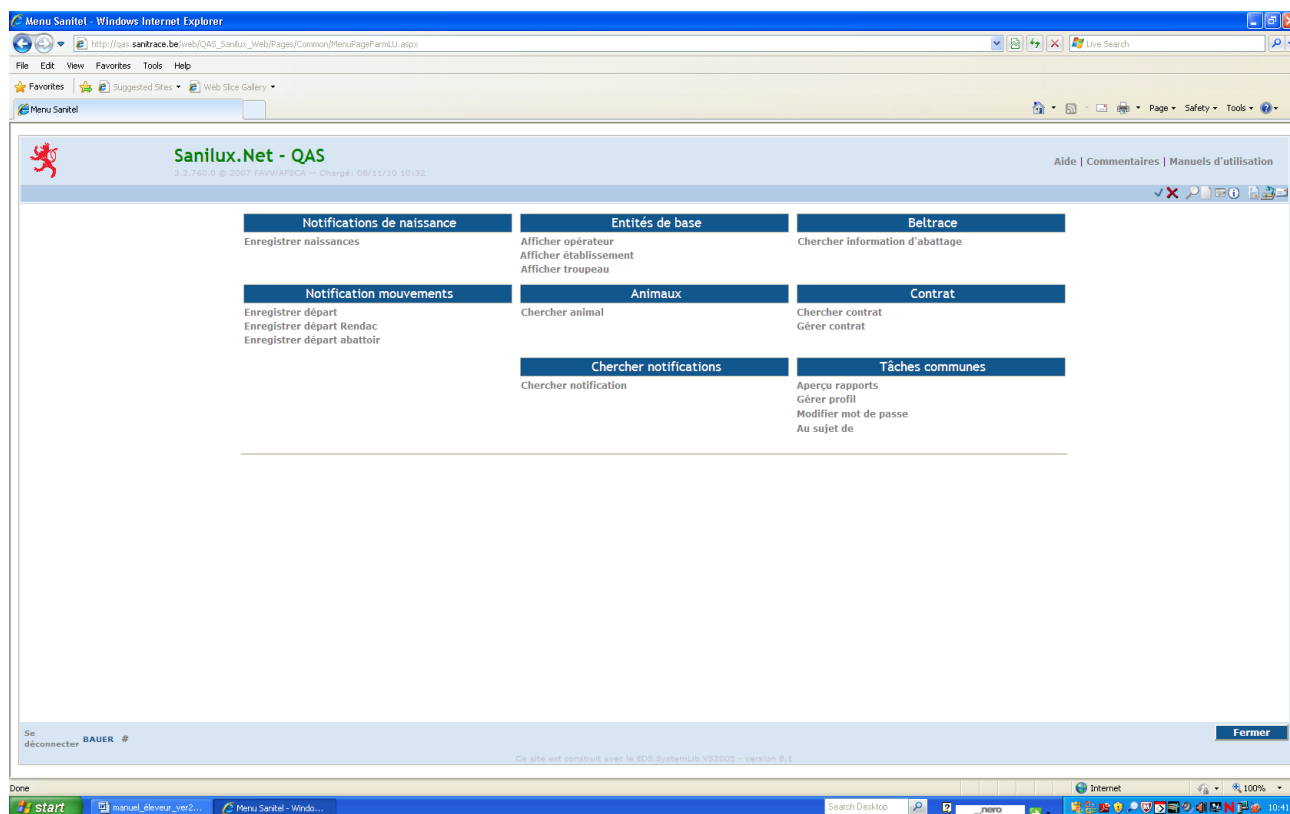 Menu Sanitel - Windows Internet Explorer
http://qas.sanitrace.be/web/QAS_Sanilux_Web/Pages/Common/MenuPageFarmLU.aspx
Live Search
File Edit View Favorites Tools Help
Favorites Suggested Sites Web Slice Gallery
Menu Sanitel
Page Safety Tools
Sanilux.Net - QAS
3.2.760.0 © 2007 FAVV/AFSCA -- Chargé: 08/11/10 10:32
Aide | Commentaires | Manuels d'utilisation
Notifications de naissance
Enregistrer naissances
Entités de base
Afficher opérateur
Afficher établissement
Afficher troupeau
Beltrace
Chercher information d'abattage
Notification mouvements
Enregistrer départ
Enregistrer départ Rendac
Enregistrer départ abattoir
Animaux
Chercher animal
Contrat
Chercher contrat
Gérer contrat
Chercher notifications
Chercher notification
Tâches communes
Aperçu rapports
Gérer profil
Modifier mot de passe
Au sujet de
Se
déconnecter BAUER #
Fermer
Ce site est construit avec le EDS.SystemLib VS2005 - version 8.1
Done
Internet
100%
start
manuel_éleveur_ver2...
Menu Sanitel - Windo...
Search Desktop
nero
10:41